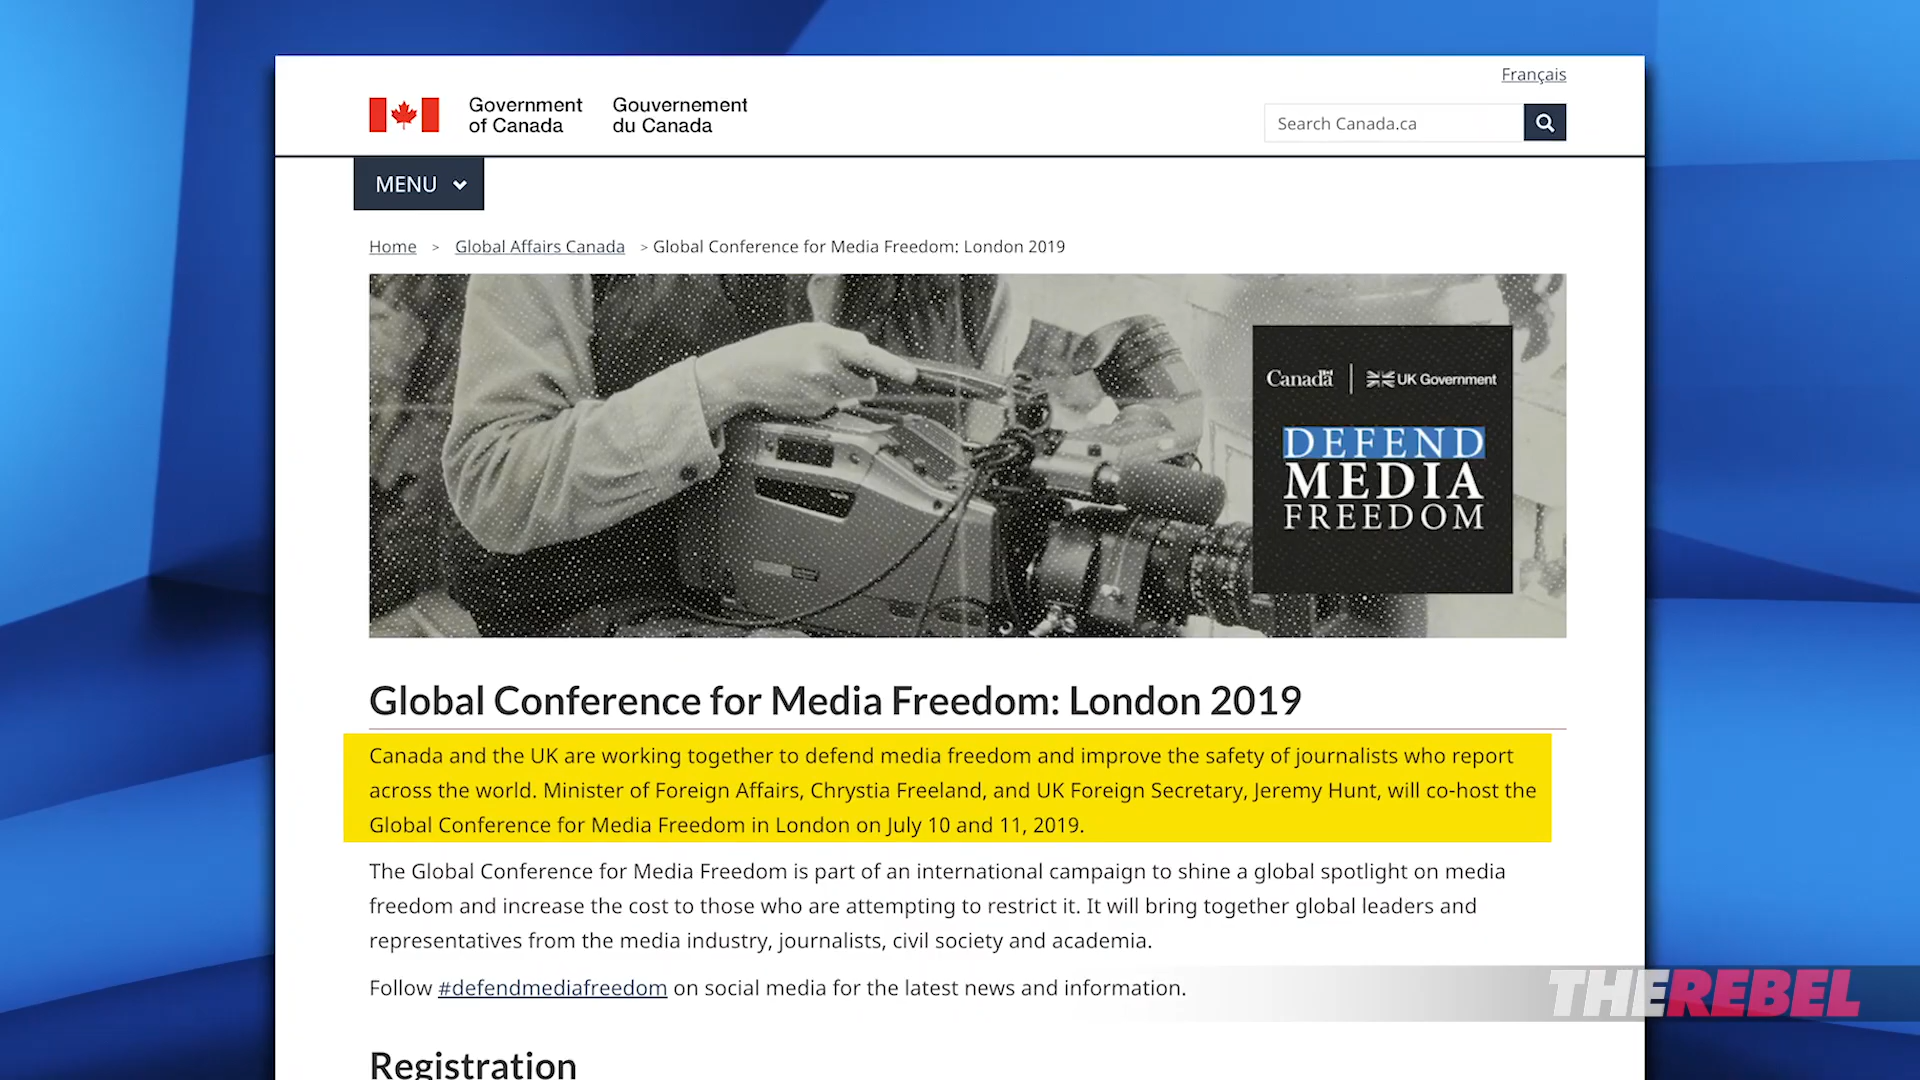 Français
Government of Canada
Gouvernement du Canada
Search Canada.ca
MENU
Home > Global Affairs Canada > Global Conference for Media Freedom: London 2019
Canada | UK Government
DEFEND
MEDIA
FREEDOM
Global Conference for Media Freedom: London 2019
Canada and the UK are working together to defend media freedom and improve the safety of journalists who report
across the world. Minister of Foreign Affairs, Chrystia Freeland, and UK Foreign Secretary, Jeremy Hunt, will co-host the
Global Conference for Media Freedom in London on July 10 and 11, 2019.
The Global Conference for Media Freedom is part of an international campaign to shine a global spotlight on media
freedom and increase the cost to those who are attempting to restrict it. It will bring together global leaders and
representatives from the media industry, journalists, civil society and academia.
Follow #defendmediafreedom on social media for the latest news and information.
THEREBEL
Registration